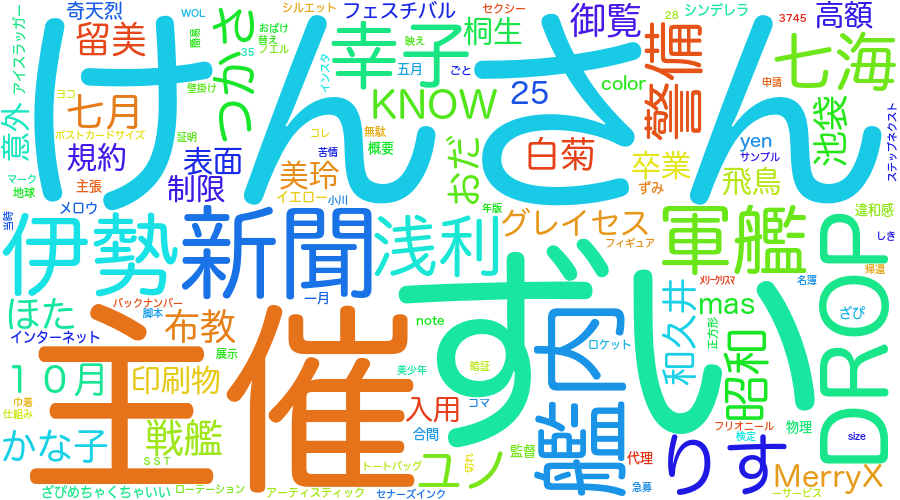 奇天烈
WOL
シルエット
フェスチバル
セクシー
御覧
28
シンデレラ
3745
高額
アイスラッガー
留美
簡易
つかさ
おばけ
替え
ノエル
35
けんさん
幸子
映え
桐生
警備
七海
意外
ヨコ
七月
壁掛け
インスタ
五月
ごと
color
申請
KNOW
25
池袋
ステップネクスト
ポストカードサイズ
証明
コレ
無駄
規約
表面
苦情
概要
おだ
白菊
卒業
yen
サンプル
マーク
地球
主張
制限
美玲
イエロー
小川
ずみ
飛鳥
当時
メロウ
年版
グレイセス
違和感
伊勢
新聞
浅利
フィギュア
軍艦
しき
帰還
一月
メリークリスマ
名簿
バックナンバー
脚本
ほた
布教
ずい
艦内
和久井
mas
DROP
ざび
インターネット
note
正方形
展示
主催
ロケット
昭和
10月
印刷物
美少年
暗証
巾着
仕組み
入用
コマ
フリオニール
検定
物理
size
かな子
戦艦
合間
監督
りす
SST
ユノ
切れ
代理
トートバッグ
MerryX
ざびめちゃくちゃいい
ローテーション
アーティスティック
セナーズインク
急募
ーサービス